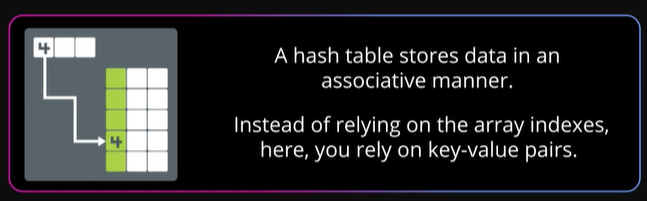 4
4
A hash table stores data in an
associative manner.
Instead of relying on the array indexes,
here, you rely on key-value pairs.